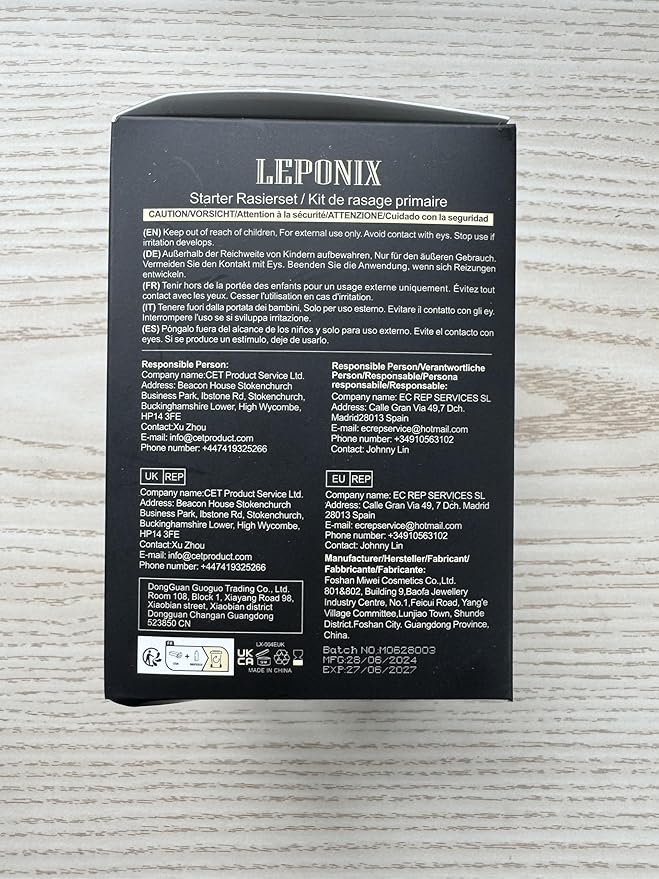 LEPONIX
Starter Rasierset / Kit de rasage primaire
CAUTION/VORSICHT/Attention à la sécurité/ATTENZIONE/Cuidado con la seguridad
(EN) Keep out of reach of children, For external use only. Avoid contact with eys. Stop use if
irritation develops.
(DE) Außerhalb der Reichweite von Kindern aufbewahren, Nur für den äußeren Gebrauch.
Vermeiden Sie den Kontakt mit Eys. Beenden Sie die Anwendung, wenn sich Reizungen
entwickeln.
(FR) Tenir hors de la portée des enfants pour un usage externe uniquement. Évitez tout
contact avec les yeux. Cesser l'utilisation en cas d'irritation.
(IT) Tenere fuori dalla portata dei bambini, Solo per uso esterno. Evitare il contatto con gli ey.
Interrompere l'uso se si sviluppa irritazione.
(ES) Póngalo fuera del alcance de los niños y solo para uso externo. Evite el contacto con
eyes. Si se produce un estímulo, deje de usarlo.
Responsible Person:
Company name:CET Product Service Ltd.
Address: Beacon House Stokenchurch
Business Park, Ibstone Rd, Stokenchurch,
Buckinghamshire Lower, High Wycombe,
HP14 3FE
Contact:Xu Zhou
E-mail: info@cetproduct.com
Phone number: +447419325266
Responsible Person/Verantwortliche
Person/Responsable/Persona
responsabile/Responsable:
Company name: EC REP SERVICES SL
Address: Calle Gran Via 49,7 Dch.
Madrid28013 Spain
E-mail: ecrepservice@hotmail.com
Phone number: +34910563102
Contact: Johnny Lin
UK REP
Company name:CET Product Service Ltd.
Address: Beacon House Stokenchurch
Business Park, Ibstone Rd, Stokenchurch,
Buckinghamshire Lower, High Wycombe,
HP14 3FE
Contact:Xu Zhou
E-mail: info@cetproduct.com
Phone number: +447419325266
EU REP
Company name: EC REP SERVICES SL
Address: Calle Gran Via 49, 7 Dch. Madrid
28013 Spain
E-mail: ecrepservice@hotmail.com
Phone number: +34910563102
Contact: Johnny Lin
Manufacturer/Hersteller/Fabricant/
Fabbricante/Fabricante:
Foshan Miwei Cosmetics Co.,Ltd.
801&802, Building 9,Baofa Jewellery
Industry Centre, No.1,Feicui Road, Yang'e
Village Committee,Lunjiao Town, Shunde
District.Foshan City. Guangdong Province.
China.
DongGuan Guoguo Trading Co., Ltd.
Room 108, Block 1, Xiayang Road 98,
Xiaobian street, Xiaobian district
Dongguan Changan Guangdong
523850 CN
LX-004EUK
FR
UK
CA
MADE IN CHINA
Batch NO.M0628003
MFG:28/06/2024
EXP:27/06/2027